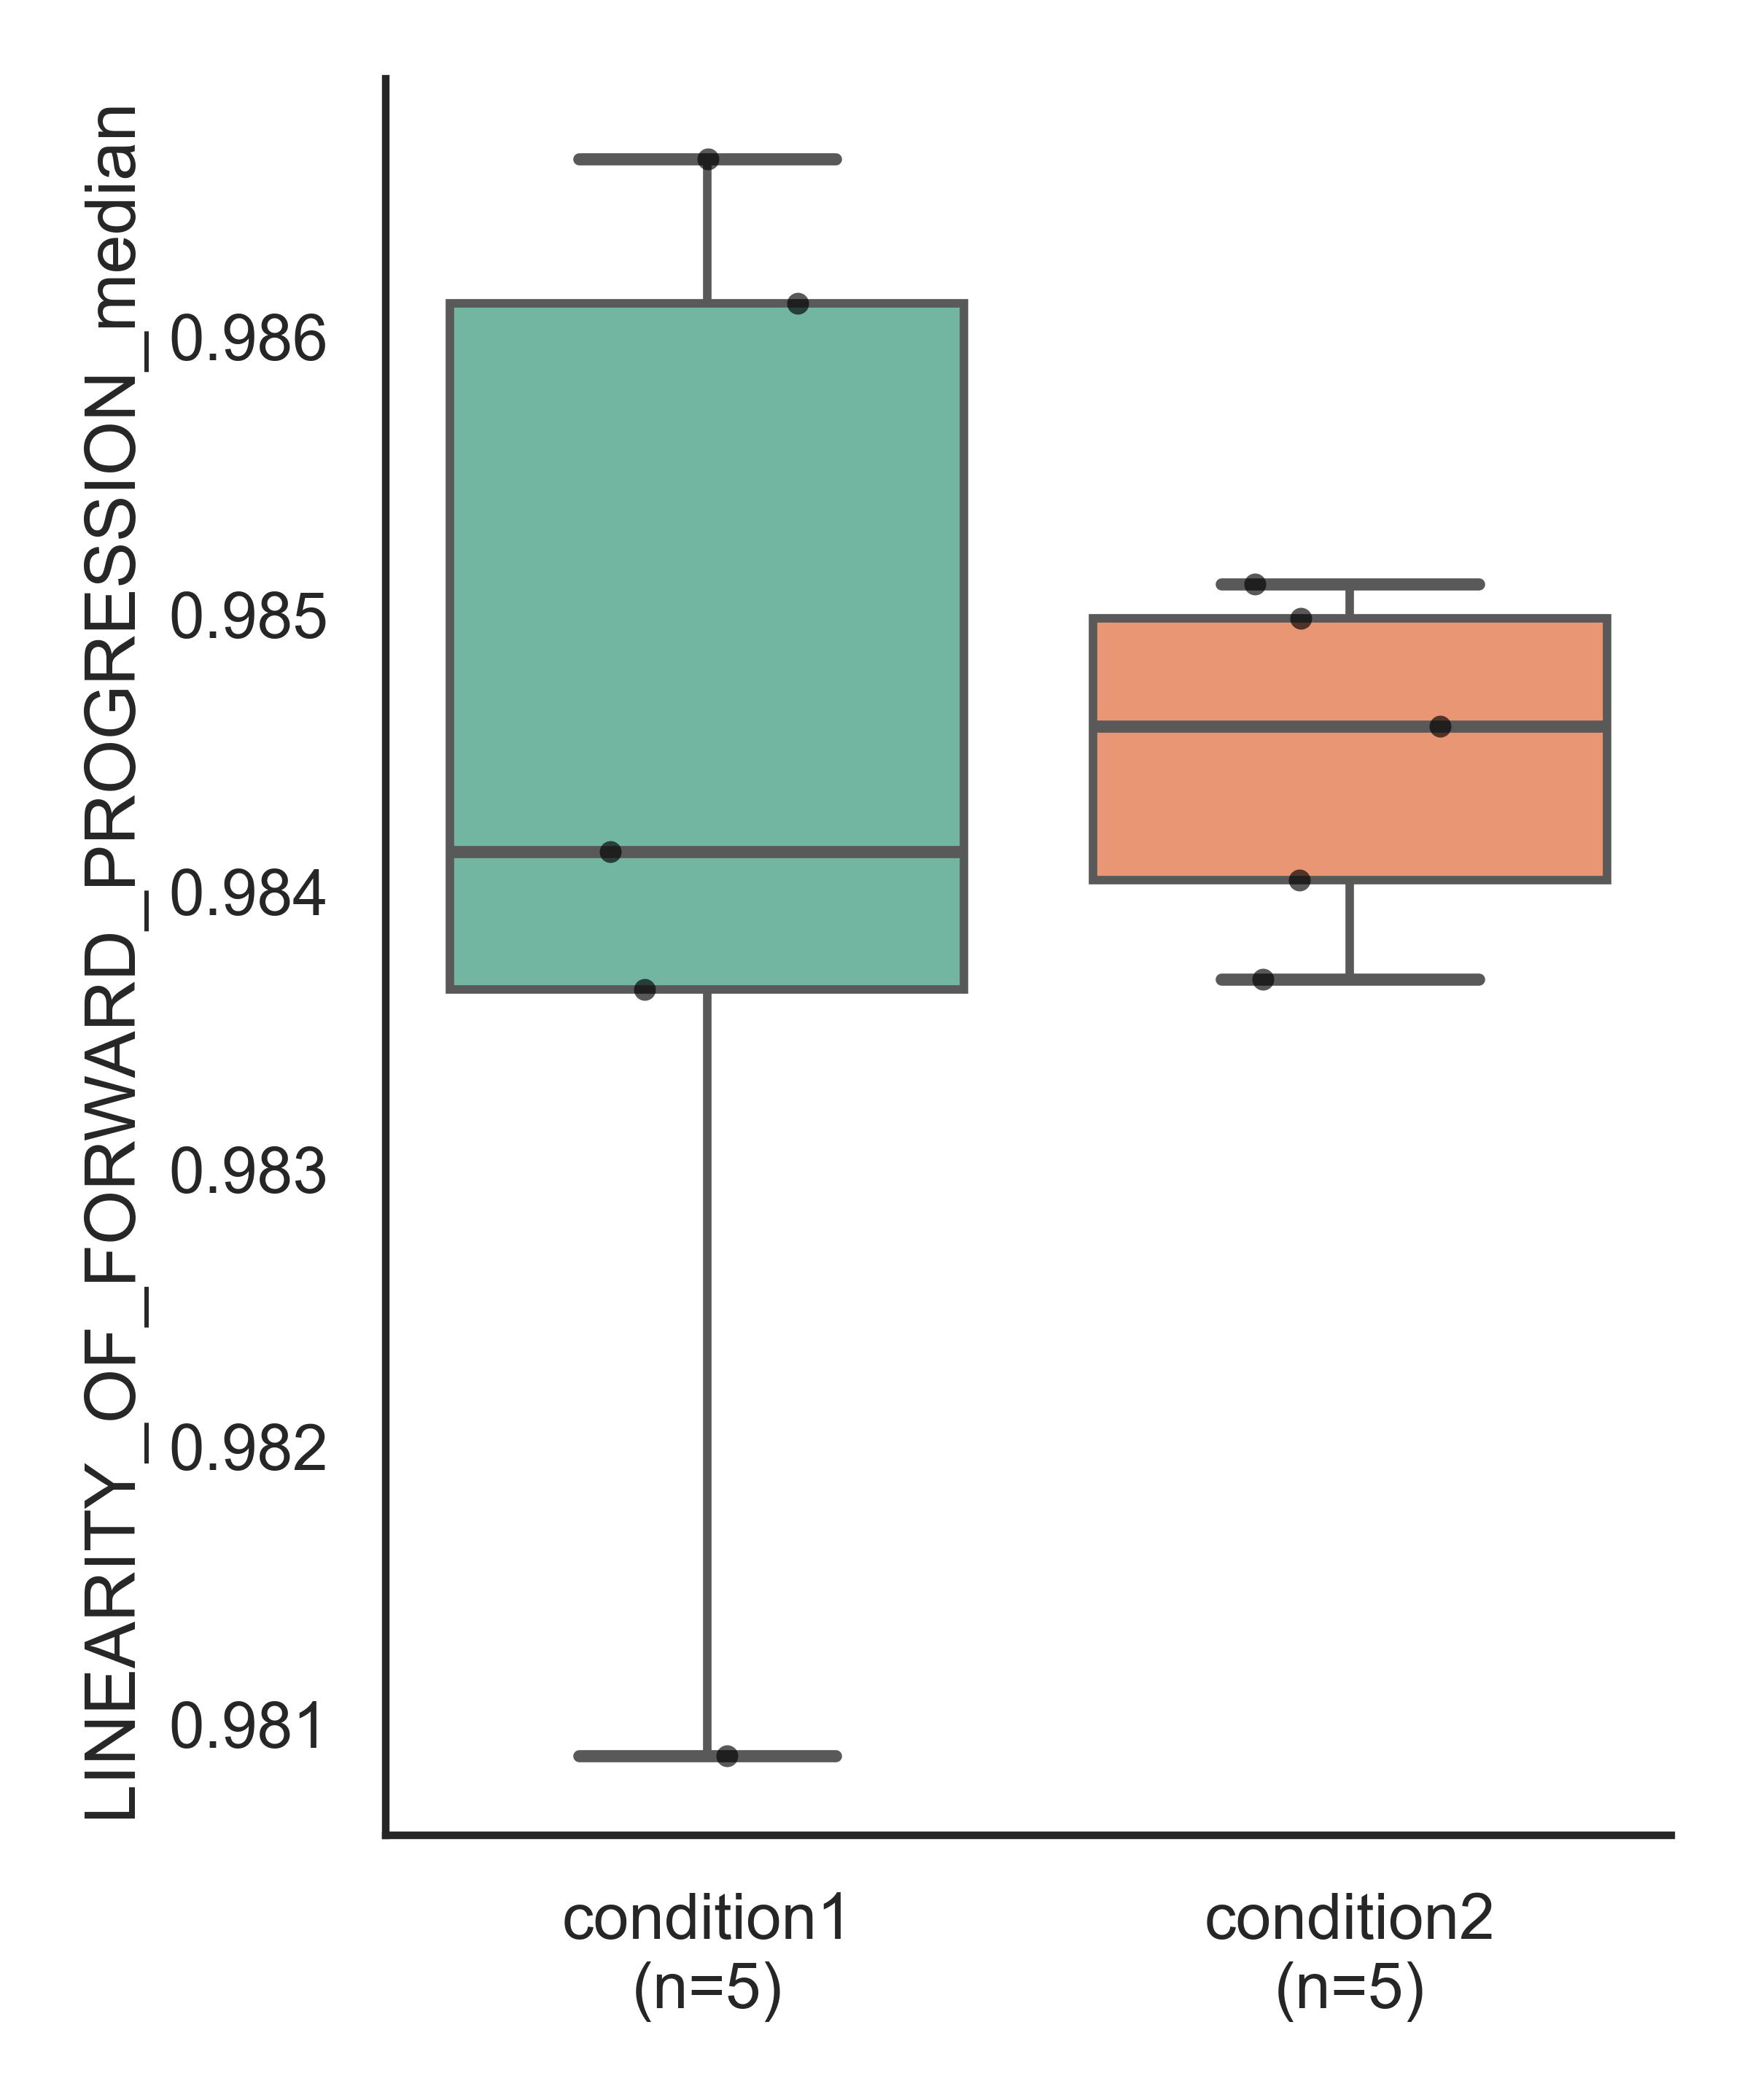 LINEARITY_OF_FORWARD_PROGRESSION_median
0.986
0.985
0.984
0.983
0.982
0.981
condition1
(n=5)
condition2
(n=5)